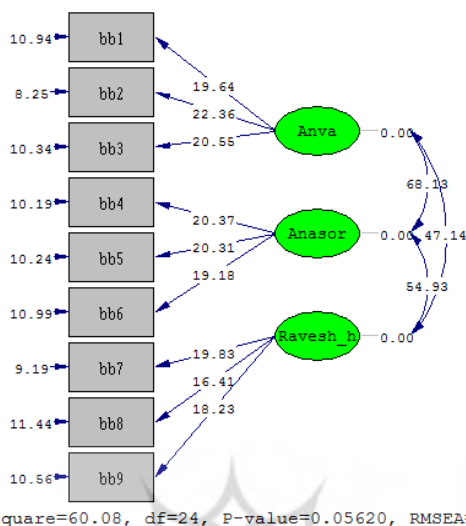 10.94 bb1
19.64
8.25 bb2
22.36
Anva 0.00
10.34 bb3 20.55
68.13
10.19 bb4 20.37
Anasor 0.00 47.14
10.24 bb5 20.31
54.93
10.99 bb6 19.18
Ravesh_h 0.00
9.19 bb7 19.83
16.41
11.44 bb8
18.23
10.56 bb9
quare=60.08, df=24, P-value=0.05620, RMSEA